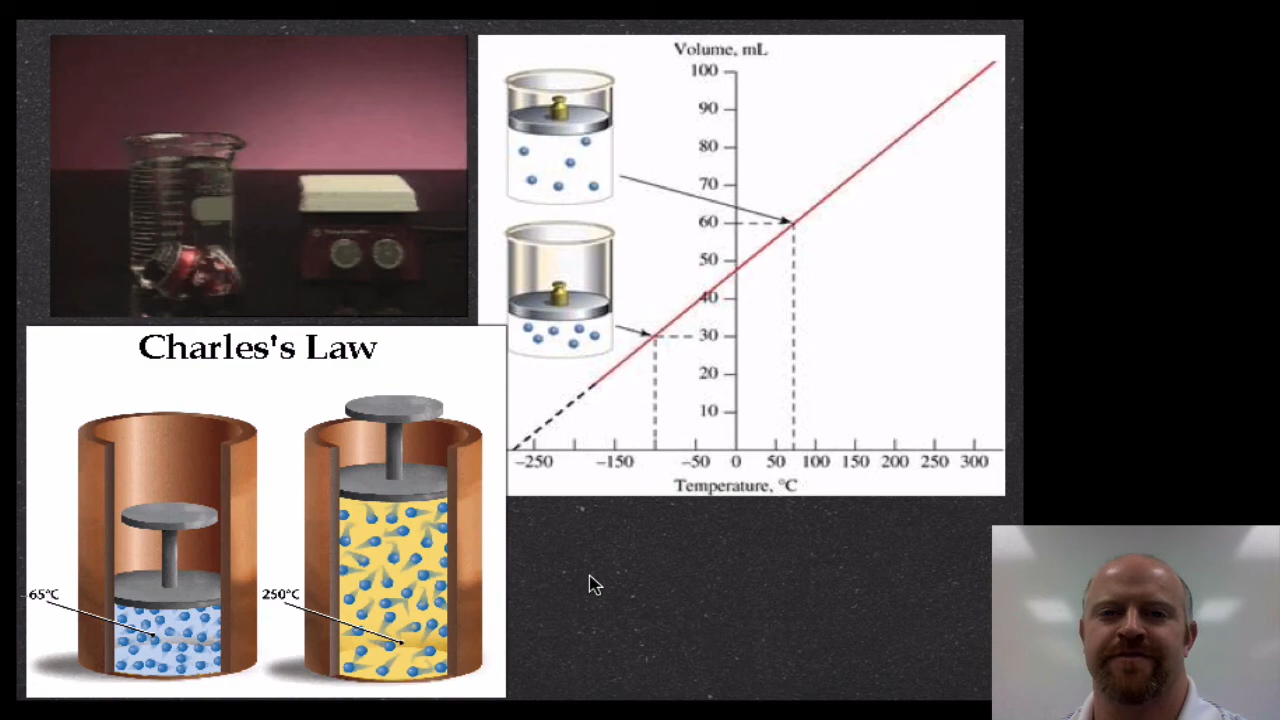 Volume, mL
100
90
80
70
60
50
40
30
20
10
−250 −150 −50 0 50 100 150 200 250 300
Temperature, °C
Charles's Law
65°C
250°C